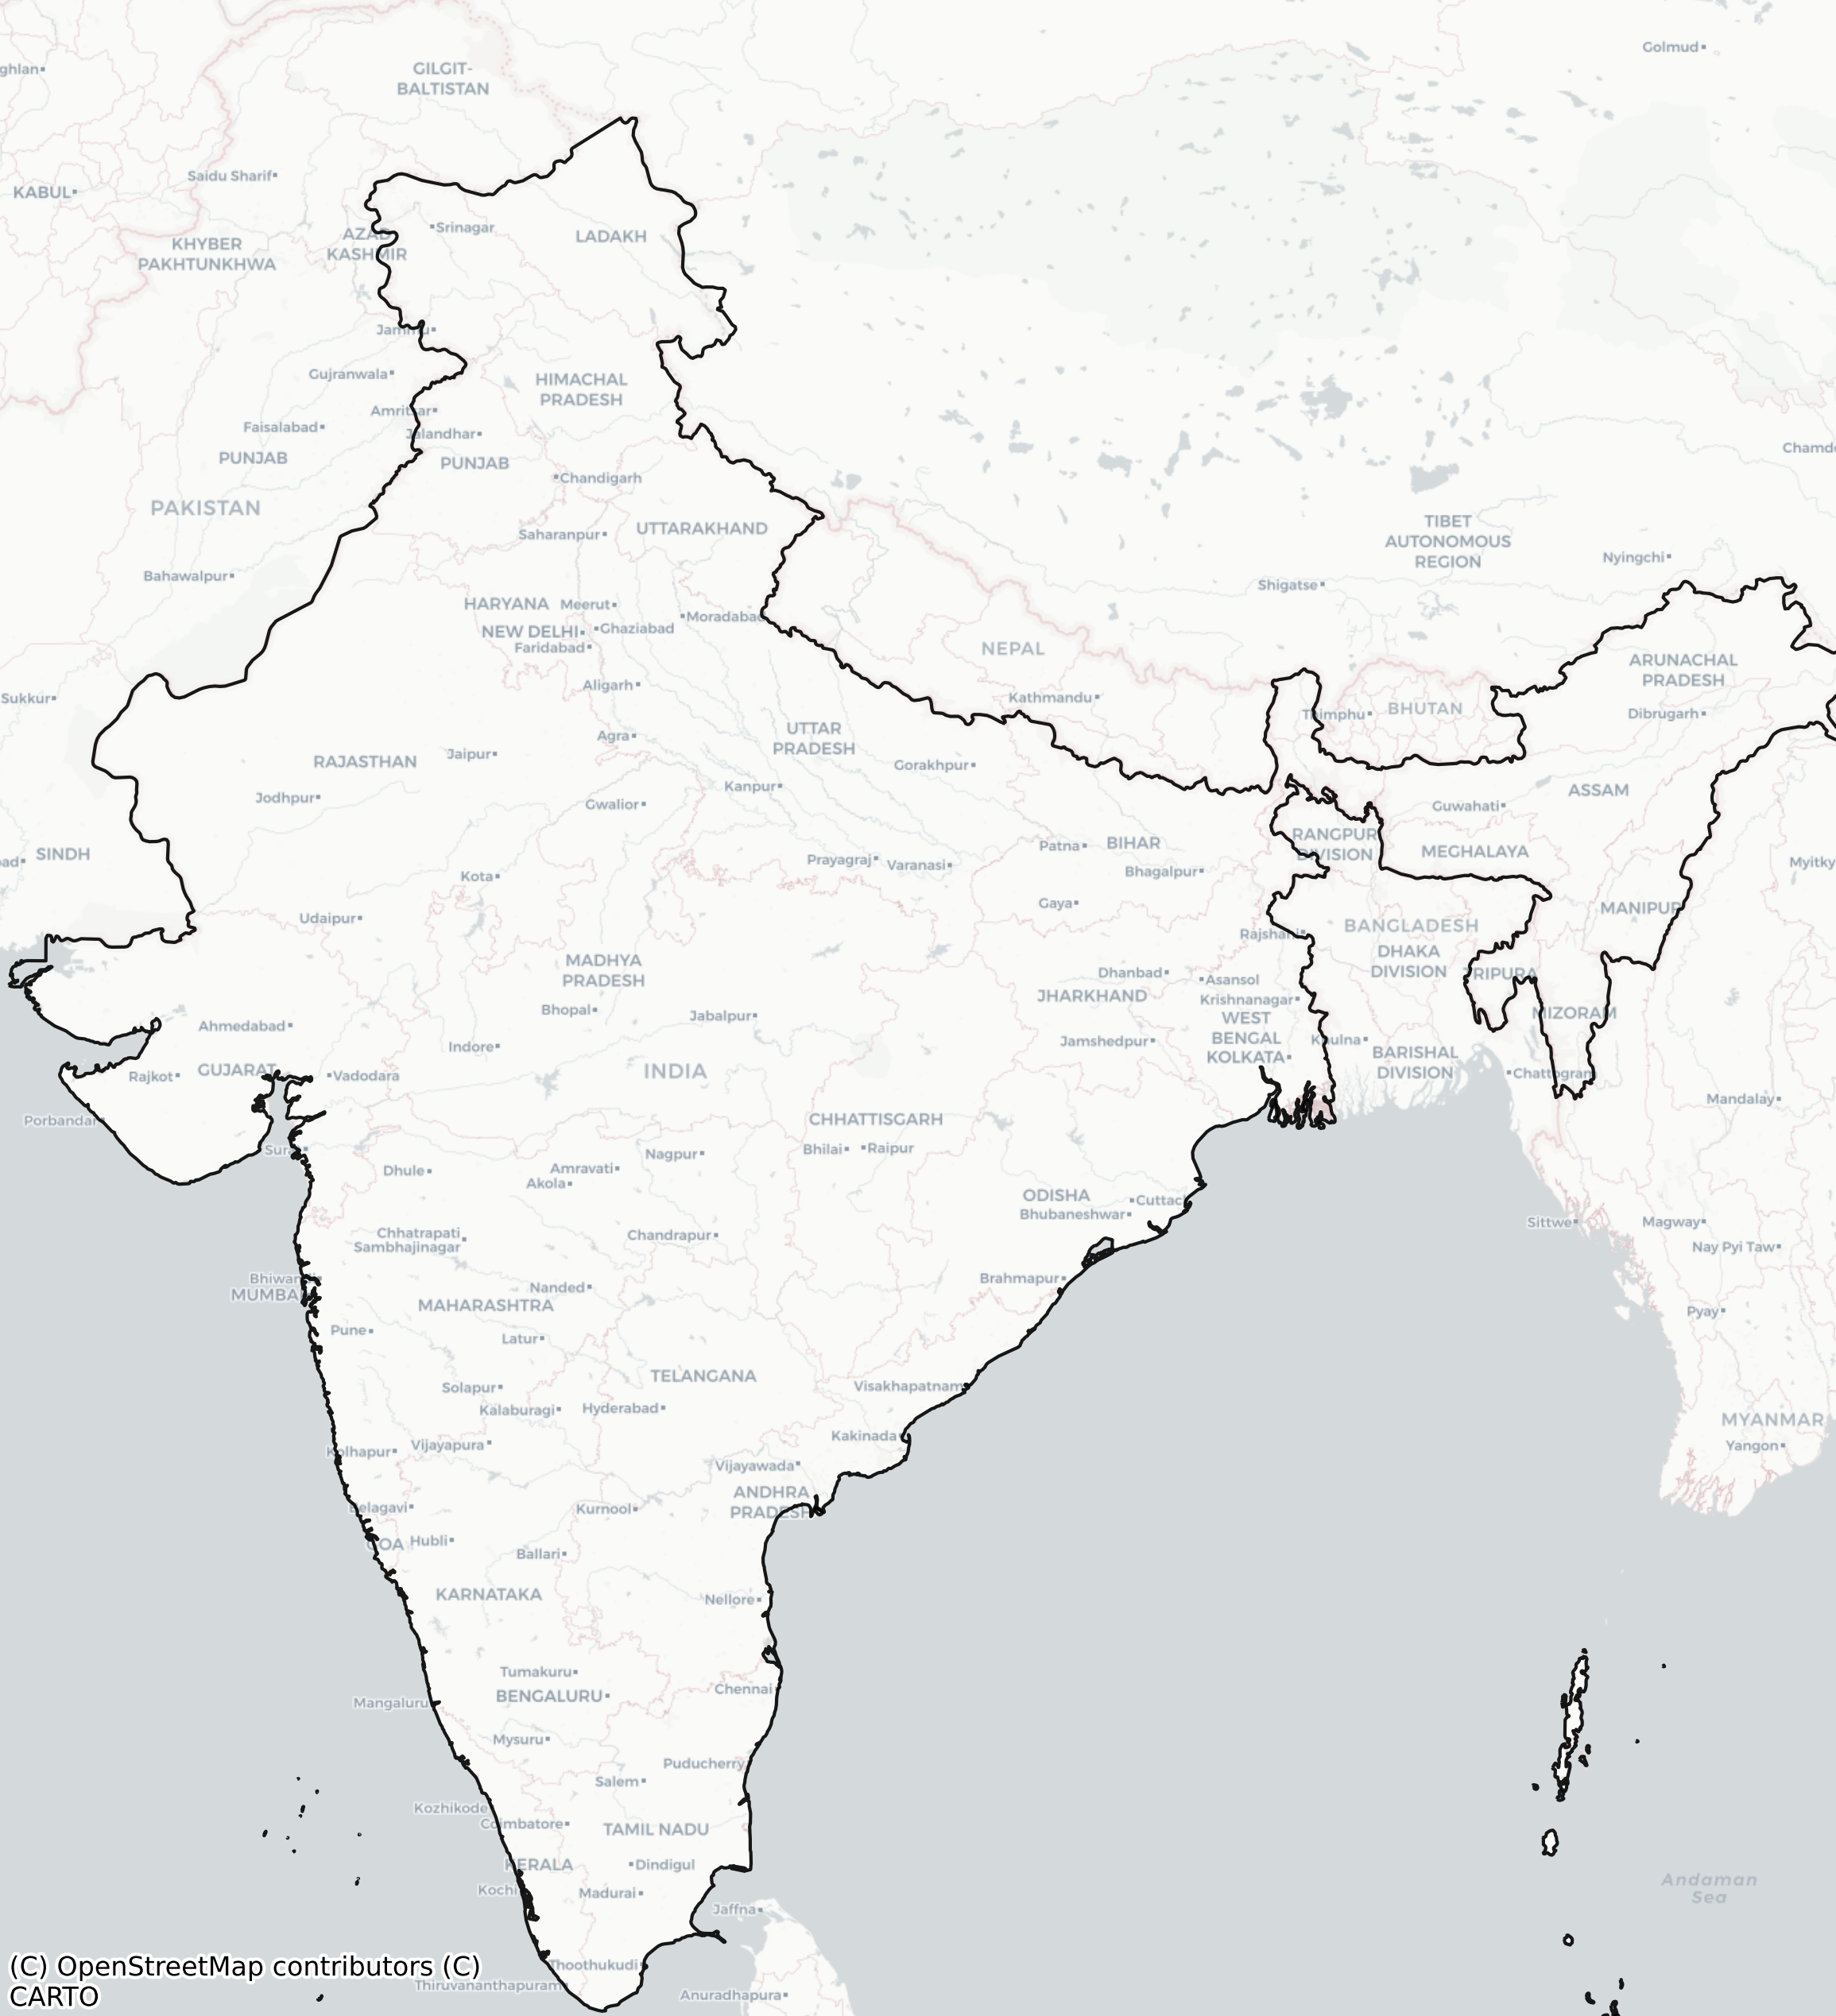 Golmud
ghlan
GILGIT-
BALTISTAN
Saidu Sharif
KABUL
Srinagar
LADAKH
AZAD
KASHMIR
KHYBER
PAKHTUNKHWA
Jammu
Gujranwala
HIMACHAL
PRADESH
Amritsar
Faisalabad
Jalandhar
PUNJAB
PUNJAB
Chamdo
Chandigarh
PAKISTAN
TIBET
AUTONOMOUS
REGION
UTTARAKHAND
Saharanpur
Nyingchi
Bahawalpur
Shigatse
HARYANA
Meerut
Moradabad
NEW DELHI
Ghaziabad
Faridabad
NEPAL
ARUNACHAL
PRADESH
Aligarh
Sukkur
Kathmandu
BHUTAN
Thimphu
Dibrugarh
Agra
UTTAR
PRADESH
RAJASTHAN
Jaipur
Gorakhpur
Kanpur
ASSAM
Jodhpur
Gwalior
Guwahati
RANGPUR
DIVISION
Patna
BIHAR
MEGHALAYA
SINDH
ad
Prayagraj
Varanasi
Myitky
Bhagalpur
Kota
Gaya
MANIPUR
Udaipur
BANGLADESH
Rajshahi
DHAKA
DIVISION
MADHYA
PRADESH
Dhanbad
Asansol
TRIPURA
JHARKHAND
Krishnanagar
Bhopal
Jabalpur
WEST
BENGAL
KOLKATA
MIZORAM
Ahmedabad
Jamshedpur
Khulna
Indore
BARISHAL
DIVISION
GUJARAT
INDIA
Rajkot
Vadodara
Chattogram
Mandalay
Porbandar
CHHATTISGARH
Surat
Bhilai
Raipur
Nagpur
Dhule
Amravati
Akola
ODISHA
Cuttack
Bhubaneshwar
Sittwe
Magway
Chhatrapati
Sambhajinagar
Chandrapur
Nay Pyi Taw
Bhiwandi
MUMBAI
Nanded
Brahmapur
MAHARASHTRA
Pyay
Pune
Latur
TELANGANA
Solapur
Visakhapatnam
Kalaburagi
Hyderabad
MYANMAR
Kakinada
Yangon
Kolhapur
Vijayapura
Vijayawada
ANDHRA
PRADESH
Belagavi
Kurnool
GOA
Hubli
Ballari
KARNATAKA
Nellore
Tumakuru
BENGALURU
Chennai
Mangaluru
Mysuru
Puducherry
Salem
Kozhikode
Coimbatore
TAMIL NADU
KERALA
Dindigul
Kochi
Madurai
Andaman
Sea
Jaffna
Thoothukudi
Thiruvananthapuram
Anuradhapura
(C) OpenStreetMap contributors (C)
CARTO